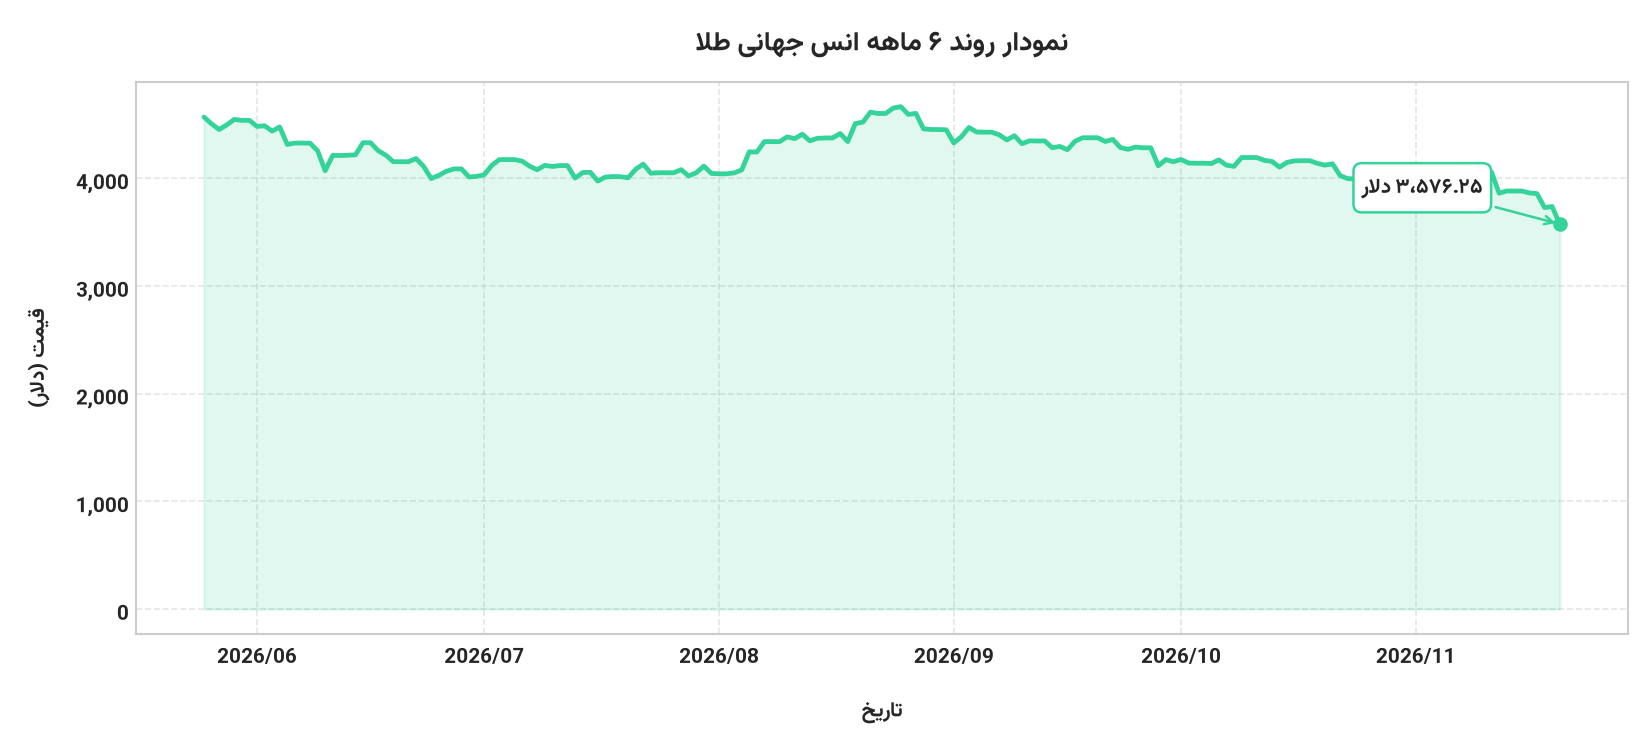 نمودار روند ۶ ماهه انس جهانی طلا
قیمت (دلار)
4,000
3,000
2,000
1,000
0
۳،۵۷۶.۲۵ دلار
2026/06
2026/07
2026/08
2026/09
2026/10
2026/11
تاریخ